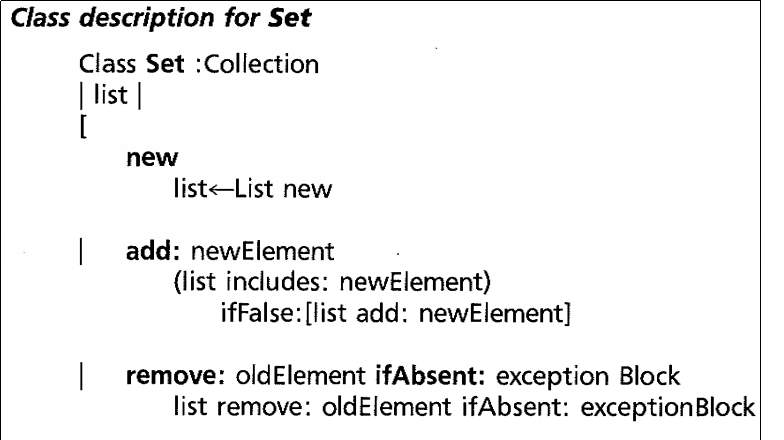 Class description for Set
Class Set :Collection
| list |
[
new
list←List new
| add: newElement
(list includes: newElement)
ifFalse:[list add: newElement]
| remove: oldElement ifAbsent: exception Block
list remove: oldElement ifAbsent: exceptionBlock